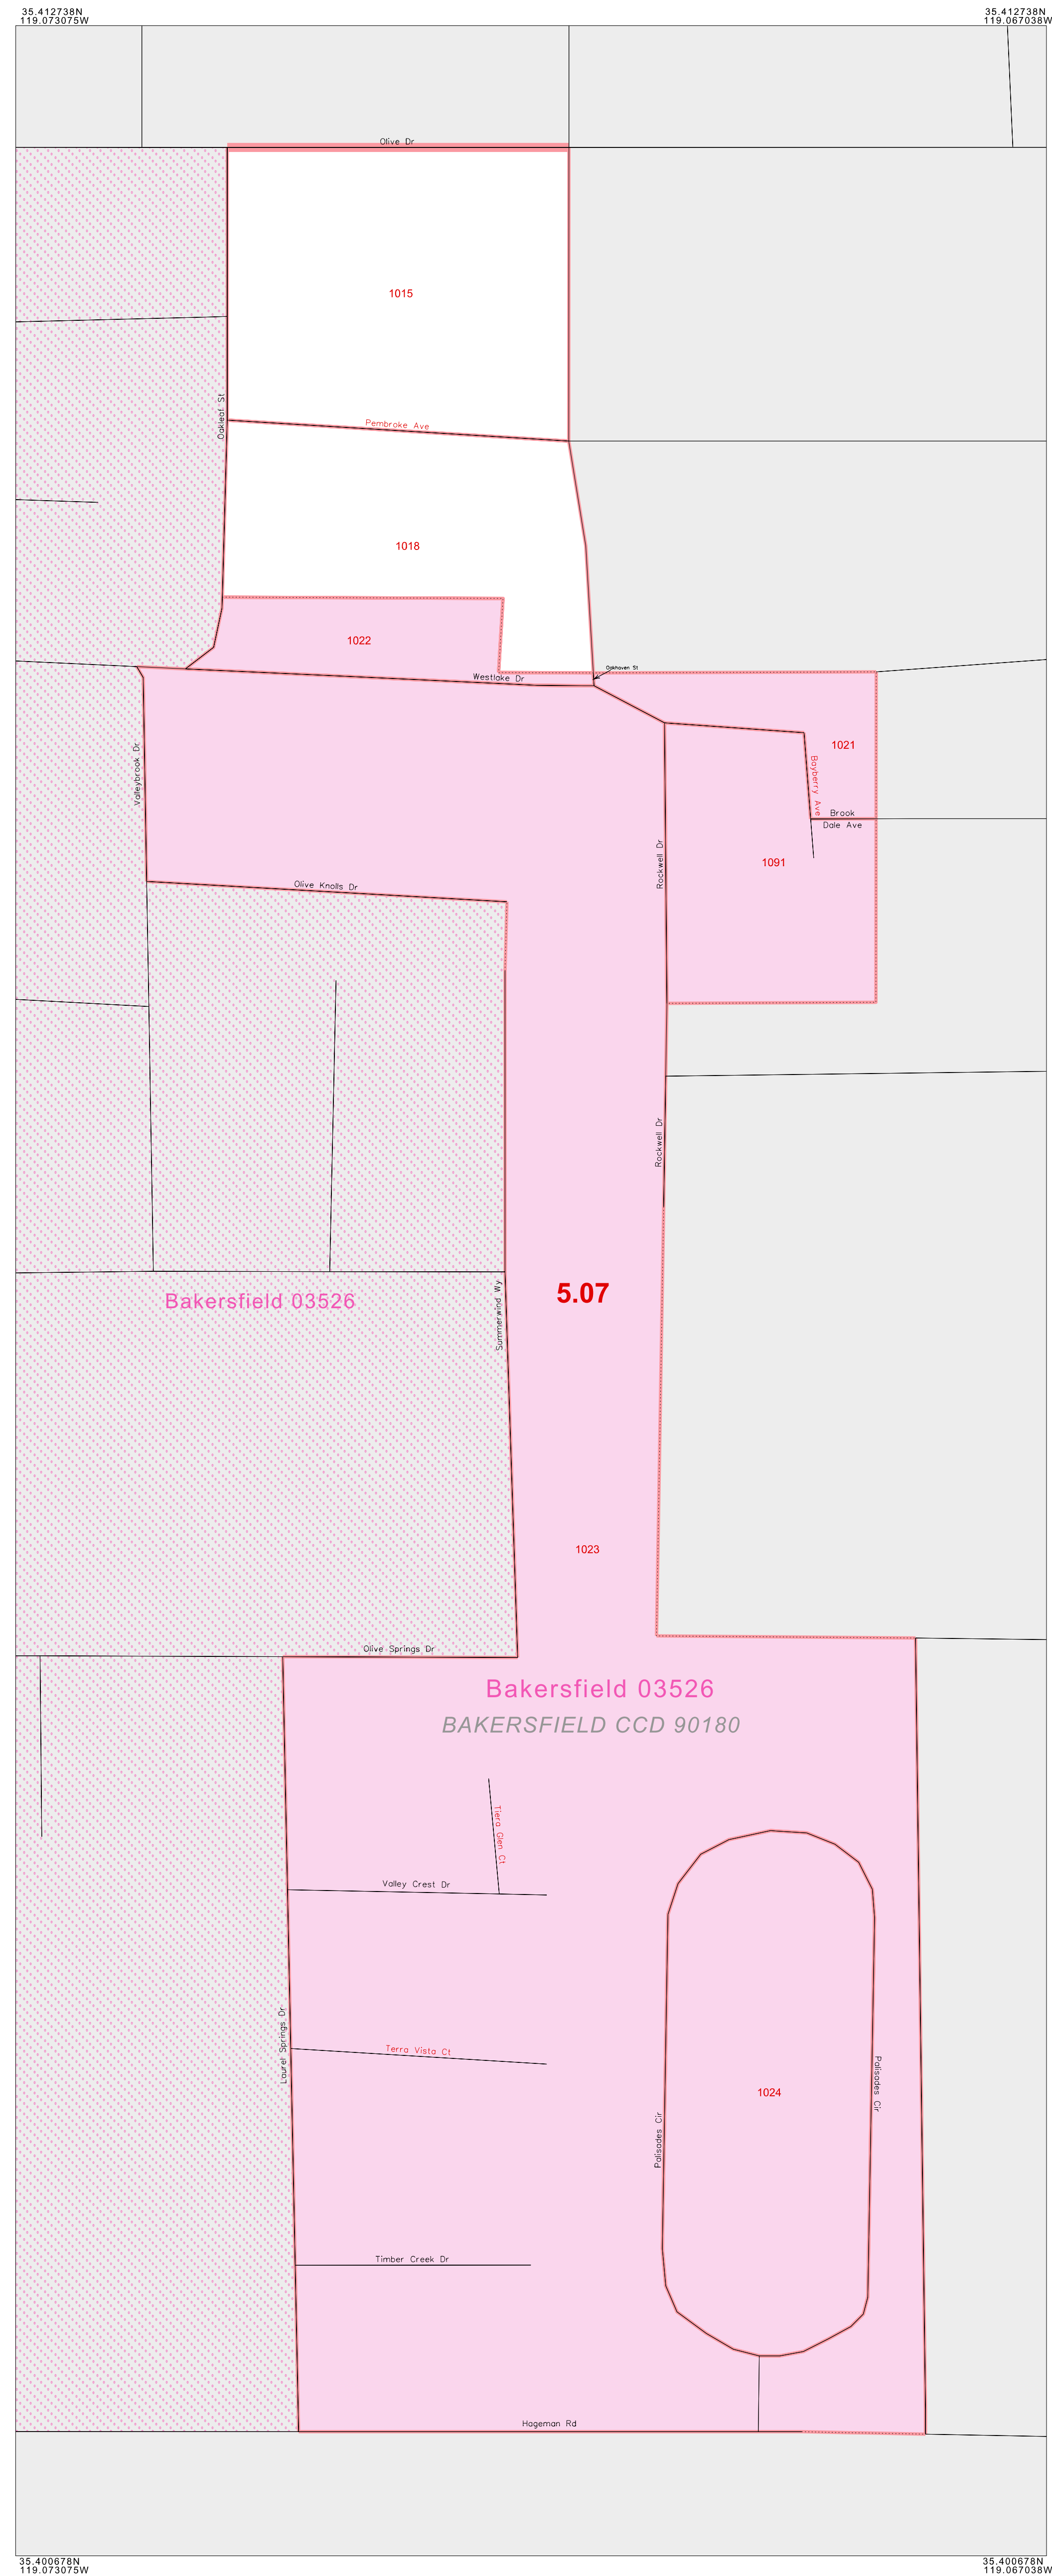 35.412738N
119.073075W
35.412738N
119.067038W
Olive Dr
1015
Oakleaf St
Pembroke Ave
1018
1022
Oakhaven St
Westlake Dr
Valleybrook Dr
1021
Bayberry Ave
Brook
Dale Ave
Rockwell Dr
1091
Olive Knolls Dr
Rockwell Dr
Summerwind Wy
5.07
Bakersfield 03526
1023
Olive Springs Dr
Bakersfield 03526
BAKERSFIELD CCD 90180
Tiera Glen Ct
Valley Crest Dr
Laurel Springs Dr
Terra Vista Ct
1024
Palisades Cir
Palisades Cir
Timber Creek Dr
Hageman Rd
35.400678N
119.073075W
35.400678N
119.067038W